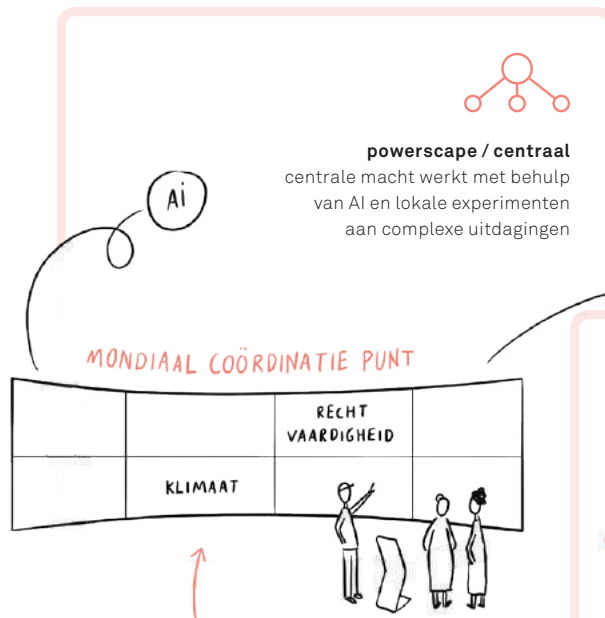 powerscape / centraal
centrale macht werkt met behulp
van AI en lokale experimenten
aan complexe uitdagingen
Ai
MONDIAAL COÖRDINATIE PUNT
RECHT
VAARDIGHEID
KLIMAAT